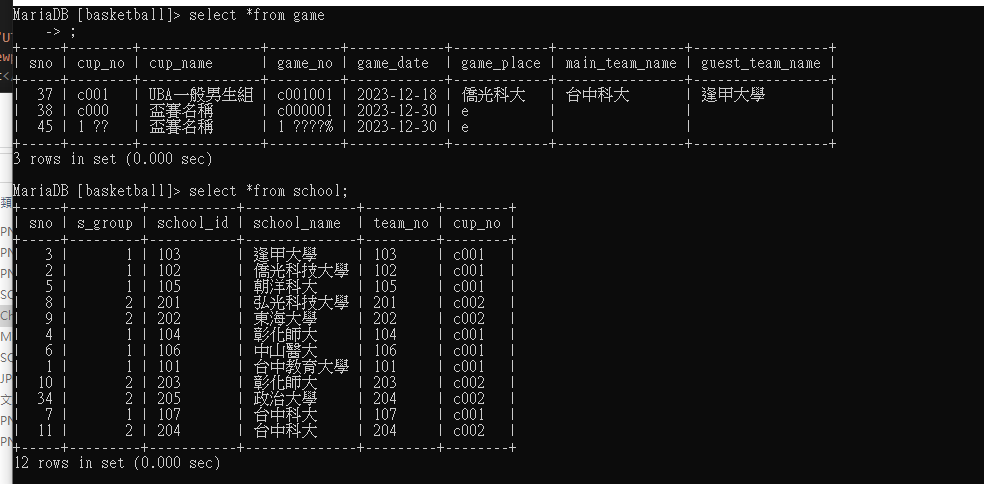 MariaDB [basketball]> select *from game
    -> ;
+-----+--------+---------------+---------+------------+------------+----------------+-----------------+
| sno | cup_no | cup_name | game_no | game_date | game_place | main_team_name | guest_team_name |
+-----+--------+---------------+---------+------------+------------+----------------+-----------------+
| 37 | c001 | UBA一般男生組 | c001001 | 2023-12-18 | 僑光科大 | 台中科大 | 逢甲大學 |
| 38 | c000 | 盃賽名稱 | c000001 | 2023-12-30 | e | | |
| 45 | 1 ?? | 盃賽名稱 | 1 ????% | 2023-12-30 | e | | |
+-----+--------+---------------+---------+------------+------------+----------------+-----------------+
3 rows in set (0.000 sec)
MariaDB [basketball]> select *from school;
+-----+---------+-----------+--------------+---------+--------+
| sno | s_group | school_id | school_name | team_no | cup_no |
+-----+---------+-----------+--------------+---------+--------+
| 3 | 1 | 103 | 逢甲大學 | 103 | c001 |
| 2 | 1 | 102 | 僑光科技大學 | 102 | c001 |
| 5 | 1 | 105 | 朝洋科大 | 105 | c001 |
| 8 | 2 | 201 | 弘光科技大學 | 201 | c002 |
| 9 | 2 | 202 | 東海大學 | 202 | c002 |
| 4 | 1 | 104 | 彰化師大 | 104 | c001 |
| 6 | 1 | 106 | 中山醫大 | 106 | c001 |
| 1 | 1 | 101 | 台中教育大學 | 101 | c001 |
| 10 | 2 | 203 | 彰化師大 | 203 | c002 |
| 34 | 2 | 205 | 政治大學 | 204 | c002 |
| 7 | 1 | 107 | 台中科大 | 107 | c001 |
| 11 | 2 | 204 | 台中科大 | 204 | c002 |
+-----+---------+-----------+--------------+---------+--------+
12 rows in set (0.000 sec)